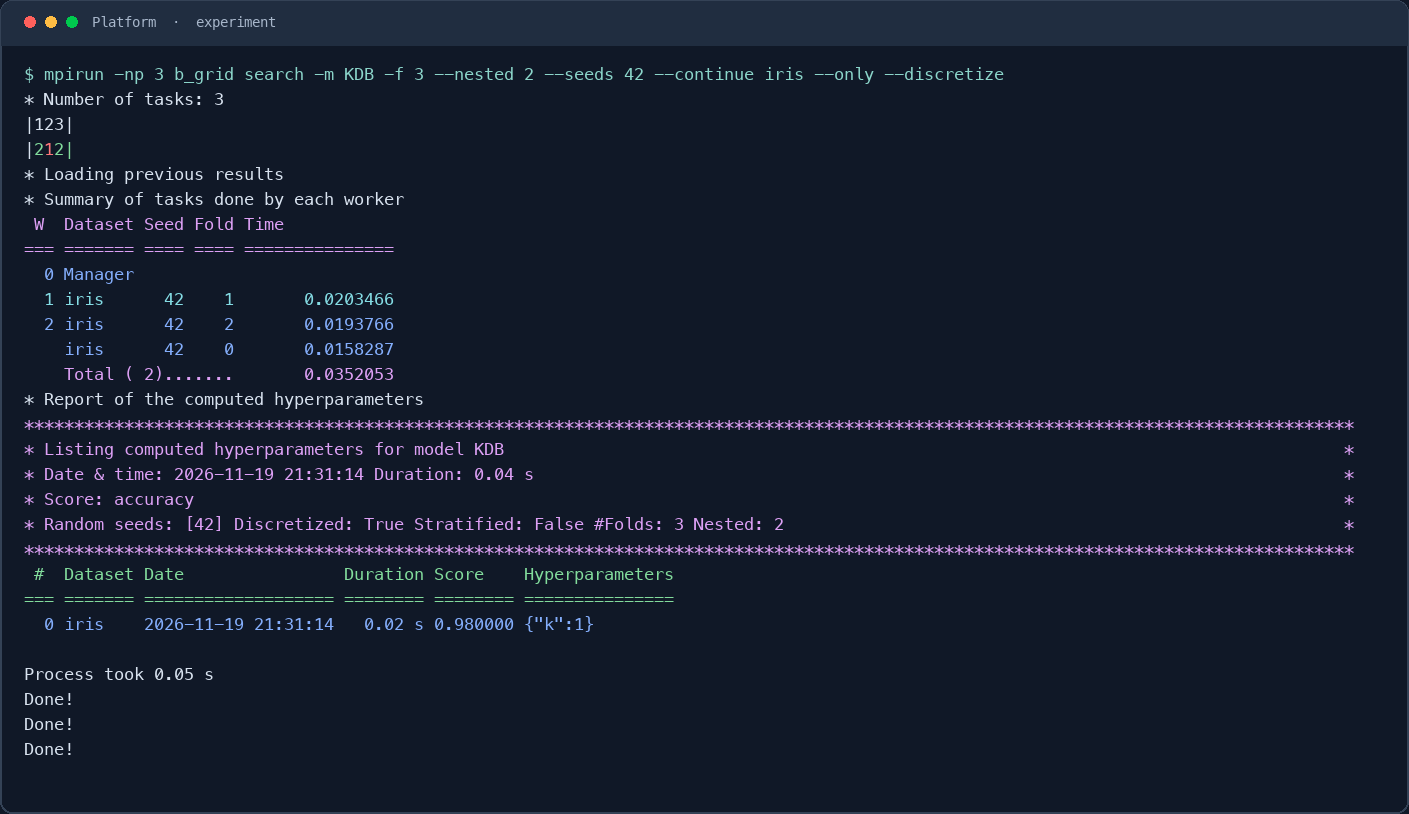 Platform · experiment
$ mpirun -np 3 b_grid search -m KDB -f 3 --nested 2 --seeds 42 --continue iris --only --discretize
* Number of tasks: 3
|123|
|212|
* Loading previous results
* Summary of tasks done by each worker
 W  Dataset Seed Fold Time
=== ======= ==== ==== ===============
  0 Manager
  1 iris      42    1       0.0203466
  2 iris      42    2       0.0193766
    iris      42    0       0.0158287
    Total ( 2).......       0.0352053
* Report of the computed hyperparameters
*************************************************************************************************************************************
* Listing computed hyperparameters for model KDB                                                                                    *
* Date & time: 2026-11-19 21:31:14 Duration: 0.04 s                                                                                 *
* Score: accuracy                                                                                                                   *
* Random seeds: [42] Discretized: True Stratified: False #Folds: 3 Nested: 2                                                        *
*************************************************************************************************************************************
 #  Dataset Date                Duration Score    Hyperparameters
=== ======= =================== ======== ======== ===============
  0 iris    2026-11-19 21:31:14   0.02 s 0.980000 {"k":1}
Process took 0.05 s
Done!
Done!
Done!